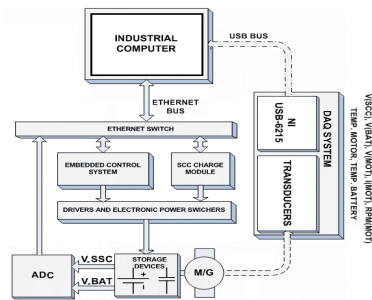 INDUSTRIAL
COMPUTER
USB BUS
ETHERNET
BUS
ETHERNET SWITCH
EMBEDDED CONTROL
SYSTEM
SCC CHARGE
MODULE
DRIVERS AND ELECTRONIC POWER SWICHERS
ADC
V.SSC
V.BAT
STORAGE
DEVICES
+
M/G
NI
USB-6215
TRANSDUCERS
DAQ SYSTEM
V(SCC), V(BAT), V(MOT), I(MOT), RPM(MOT)
TEMP. MOTOR, TEMP. BATTERY